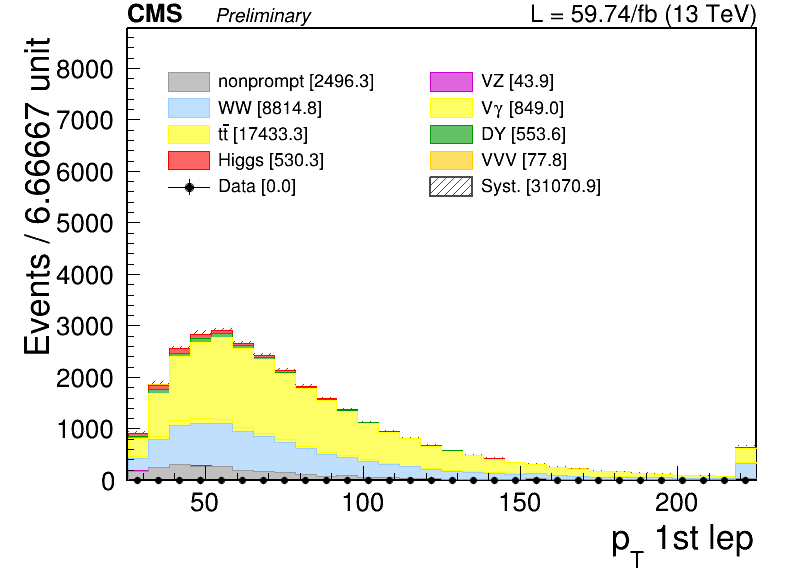 CMS Preliminary L = 59.74/fb (13 TeV)
Events / 6.66667 unit
8000
7000
6000
5000
4000
3000
2000
1000
0
nonprompt [2496.3]
WW [8814.8]
tt̄ [17433.3]
Higgs [530.3]
Data [0.0]
VZ [43.9]
Vγ [849.0]
DY [553.6]
VVV [77.8]
Syst. [31070.9]
50 100 150 200
p_T 1st lep